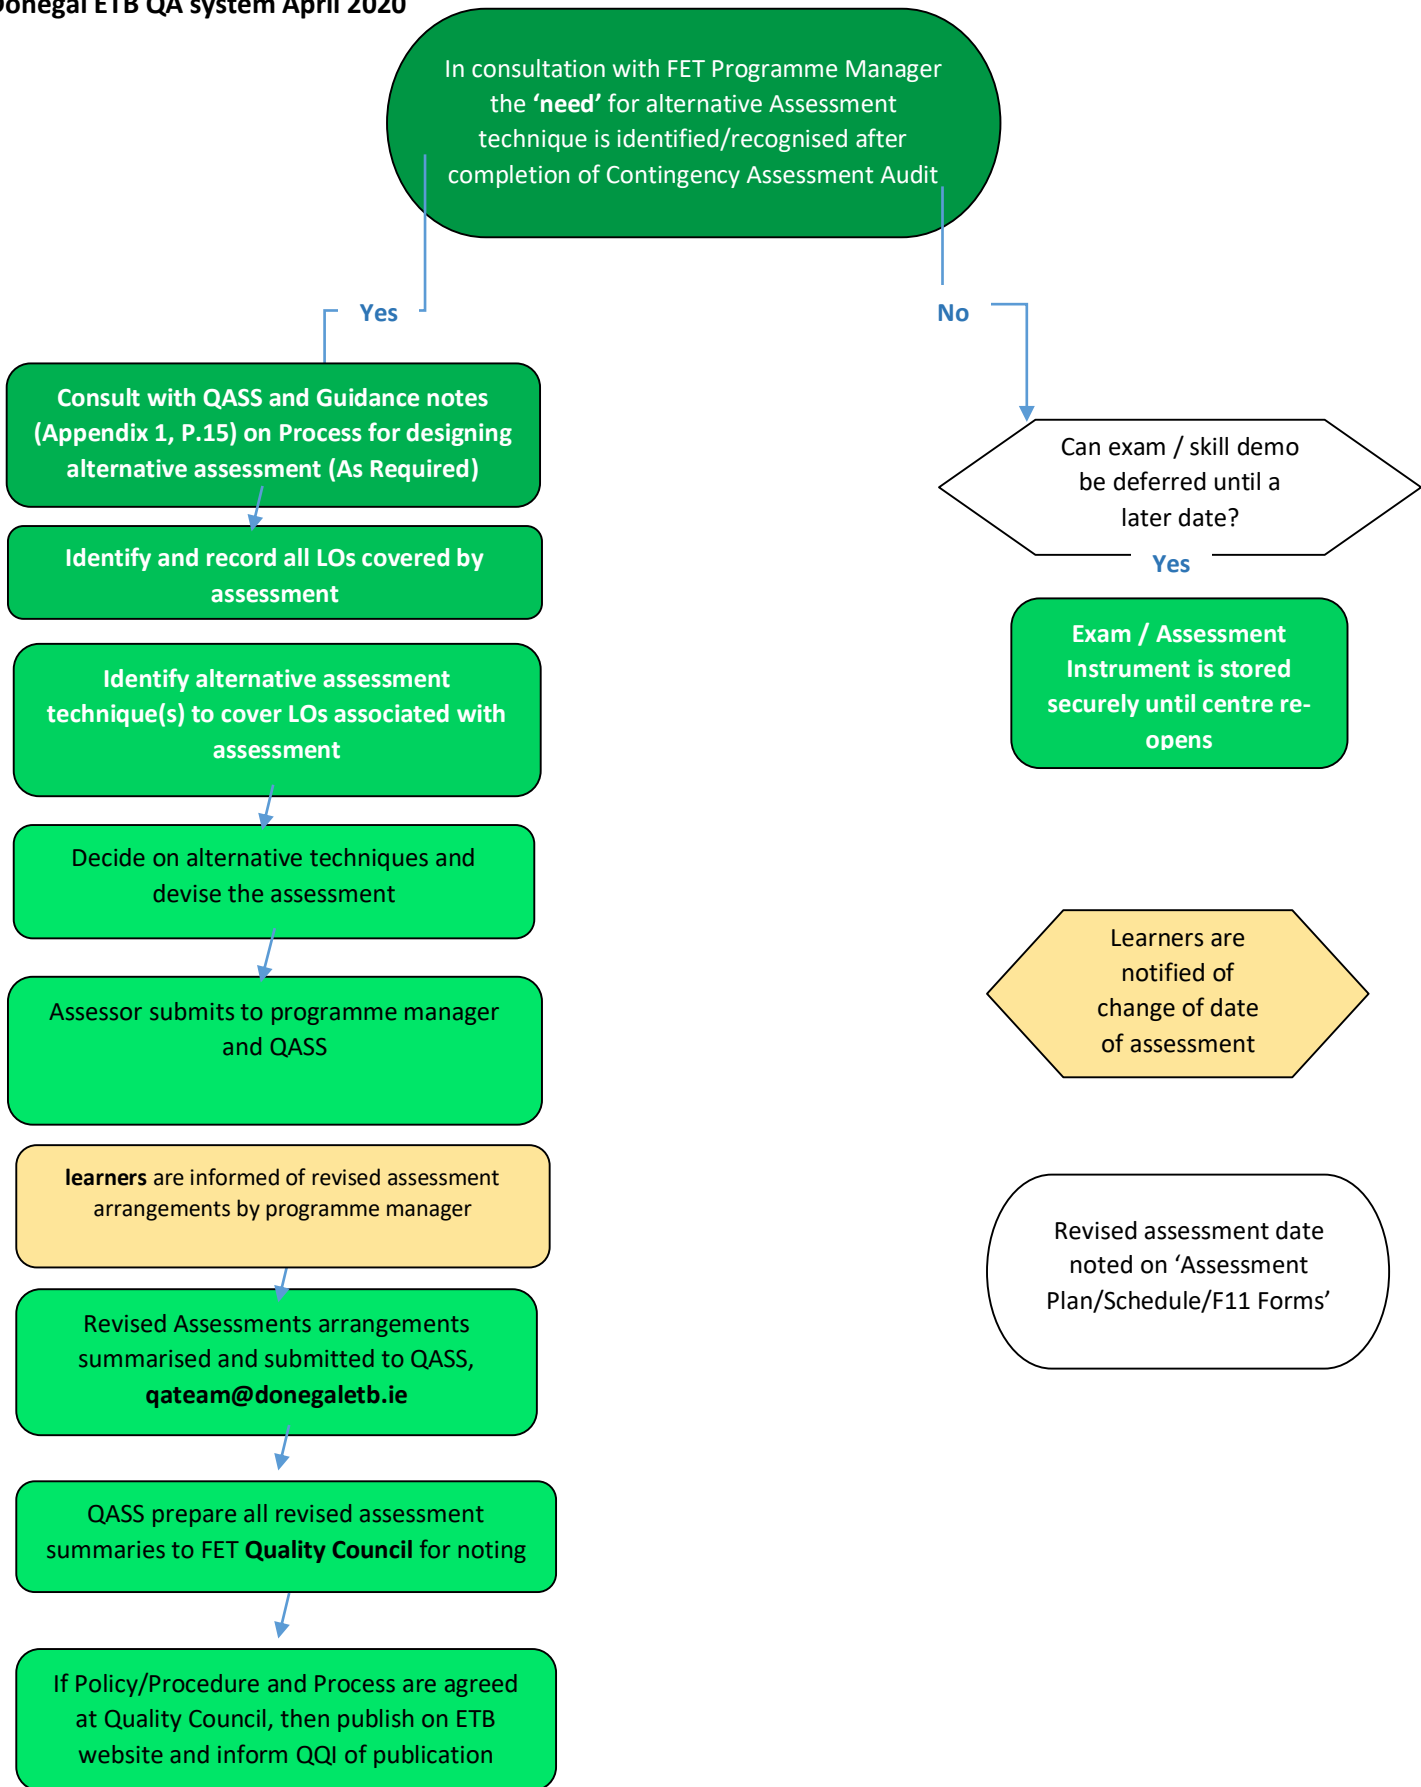 Donegal ETB QA system April 2020
In consultation with FET Programme Manager
the ‘need’ for alternative Assessment
technique is identified/recognised after
completion of Contingency Assessment Audit
Yes
No
Consult with QASS and Guidance notes
(Appendix 1, P.15) on Process for designing
alternative assessment (As Required)
Identify and record all LOs covered by
assessment
Identify alternative assessment
technique(s) to cover LOs associated with
assessment
Decide on alternative techniques and
devise the assessment
Assessor submits to programme manager
and QASS
learners are informed of revised assessment
arrangements by programme manager
Revised Assessments arrangements
summarised and submitted to QASS,
qateam@donegaletb.ie
QASS prepare all revised assessment
summaries to FET Quality Council for noting
If Policy/Procedure and Process are agreed
at Quality Council, then publish on ETB
website and inform QQI of publication
Can exam / skill demo
be deferred until a
later date?
Yes
Exam / Assessment
Instrument is stored
securely until centre re-
opens
Learners are
notified of
change of date
of assessment
Revised assessment date
noted on ‘Assessment
Plan/Schedule/F11 Forms’